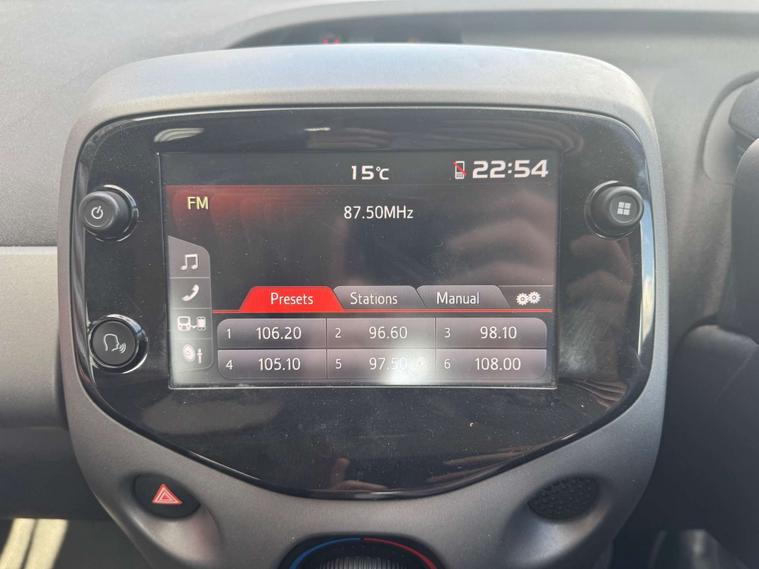 15°C 22:54
FM
87.50MHz
Presets Stations Manual
1 106.20 2 96.60 3 98.10
4 105.10 5 97.50 6 108.00